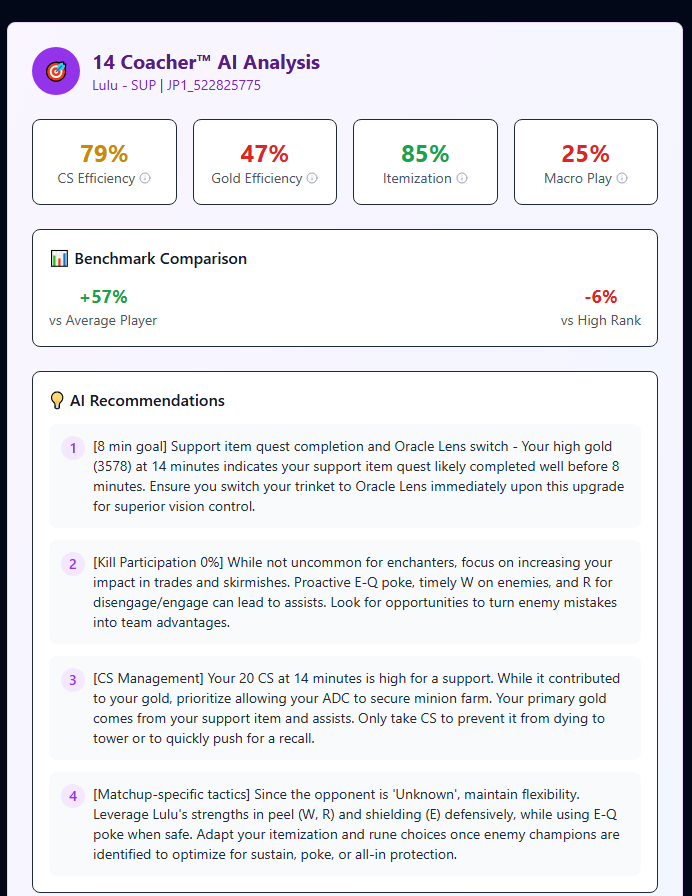 14 Coacher™ AI Analysis
Lulu - SUP | JP1_522825775
79%
CS Efficiency
47%
Gold Efficiency
85%
Itemization
25%
Macro Play
Benchmark Comparison
+57%
vs Average Player
-6%
vs High Rank
AI Recommendations
1
[8 min goal] Support item quest completion and Oracle Lens switch - Your high gold
(3578) at 14 minutes indicates your support item quest likely completed well before 8
minutes. Ensure you switch your trinket to Oracle Lens immediately upon this upgrade
for superior vision control.
2
[Kill Participation 0%] While not uncommon for enchanters, focus on increasing your
impact in trades and skirmishes. Proactive E-Q poke, timely W on enemies, and R for
disengage/engage can lead to assists. Look for opportunities to turn enemy mistakes
into team advantages.
3
[CS Management] Your 20 CS at 14 minutes is high for a support. While it contributed
to your gold, prioritize allowing your ADC to secure minion farm. Your primary gold
comes from your support item and assists. Only take CS to prevent it from dying to
tower or to quickly push for a recall.
4
[Matchup-specific tactics] Since the opponent is 'Unknown', maintain flexibility.
Leverage Lulu's strengths in peel (W, R) and shielding (E) defensively, while using E-Q
poke when safe. Adapt your itemization and rune choices once enemy champions are
identified to optimize for sustain, poke, or all-in protection.